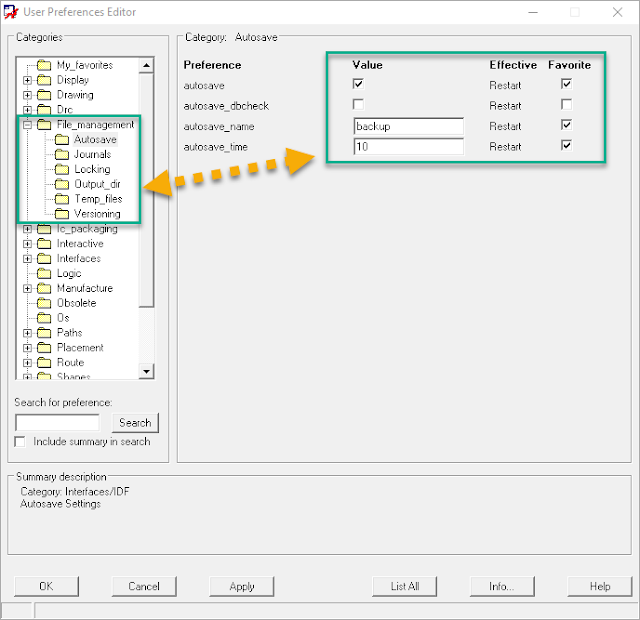 User Preferences Editor
Categories
My_favorites
Display
Drawing
Drc
File_management
Autosave
Journals
Locking
Output_dir
Temp_files
Versioning
Ic_packaging
Interactive
Interfaces
Logic
Manufacture
Obsolete
Os
Paths
Placement
Route
Shapes
Search for preference:
Search
Include summary in search
Category: Autosave
Preference Value Effective Favorite
autosave Restart
autosave_dbcheck Restart
autosave_name backup Restart
autosave_time 10 Restart
Summary description
Category: Interfaces/IDF
Autosave Settings
OK Cancel Apply List All Info... Help